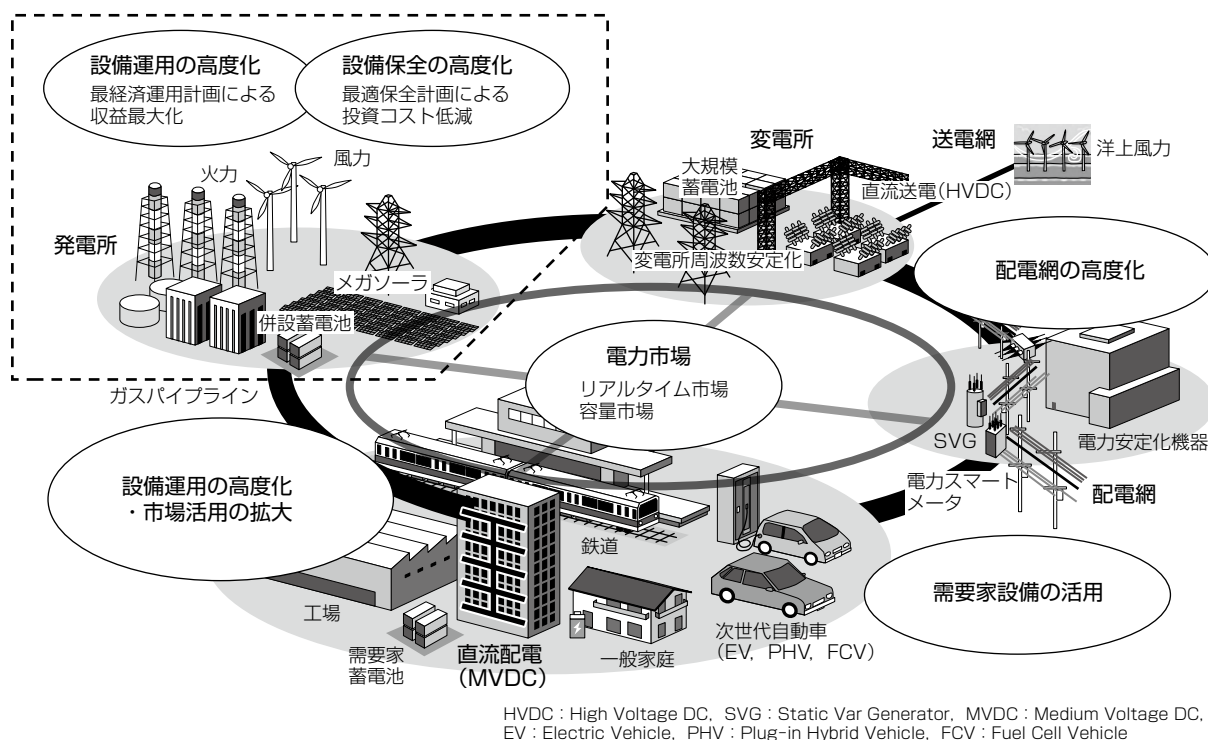 設備運用の高度化
最経済運用計画による
収益最大化
設備保全の高度化
最適保全計画による
投資コスト低減
火力
風力
発電所
メガソーラ
併設蓄電池
ガスパイプライン
変電所
大規模
蓄電池
送電網
洋上風力
直流送電(HVDC)
変電所周波数安定化
配電網の高度化
電力市場
リアルタイム市場
容量市場
SVG
電力安定化機器
電力スマート
メータ
配電網
設備運用の高度化
・市場活用の拡大
鉄道
工場
需要家
蓄電池
直流配電
(MVDC)
一般家庭
次世代自動車
(EV, PHV, FCV)
需要家設備の活用
HVDC：High Voltage DC, SVG：Static Var Generator, MVDC：Medium Voltage DC,
EV：Electric Vehicle, PHV：Plug-in Hybrid Vehicle, FCV：Fuel Cell Vehicle